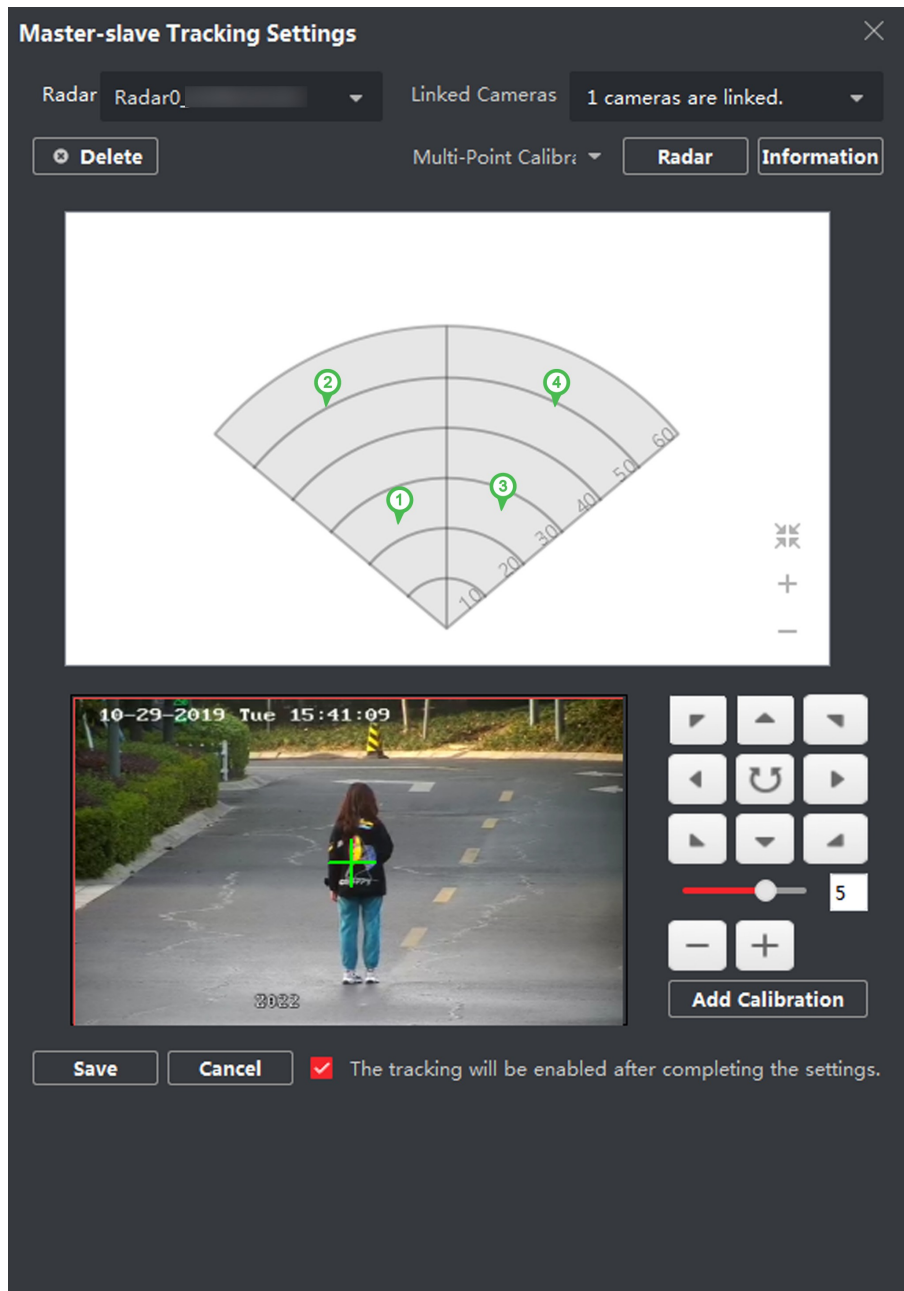 Master-slave Tracking Settings
Radar Radar0_ Linked Cameras 1 cameras are linked.
Delete Multi-Point Calibra Radar Information
2 4
1 3
60
50
40
30
20
10
10-29-2019 Tue 15:41:09
5
2022
Add Calibration
Save Cancel The tracking will be enabled after completing the settings.